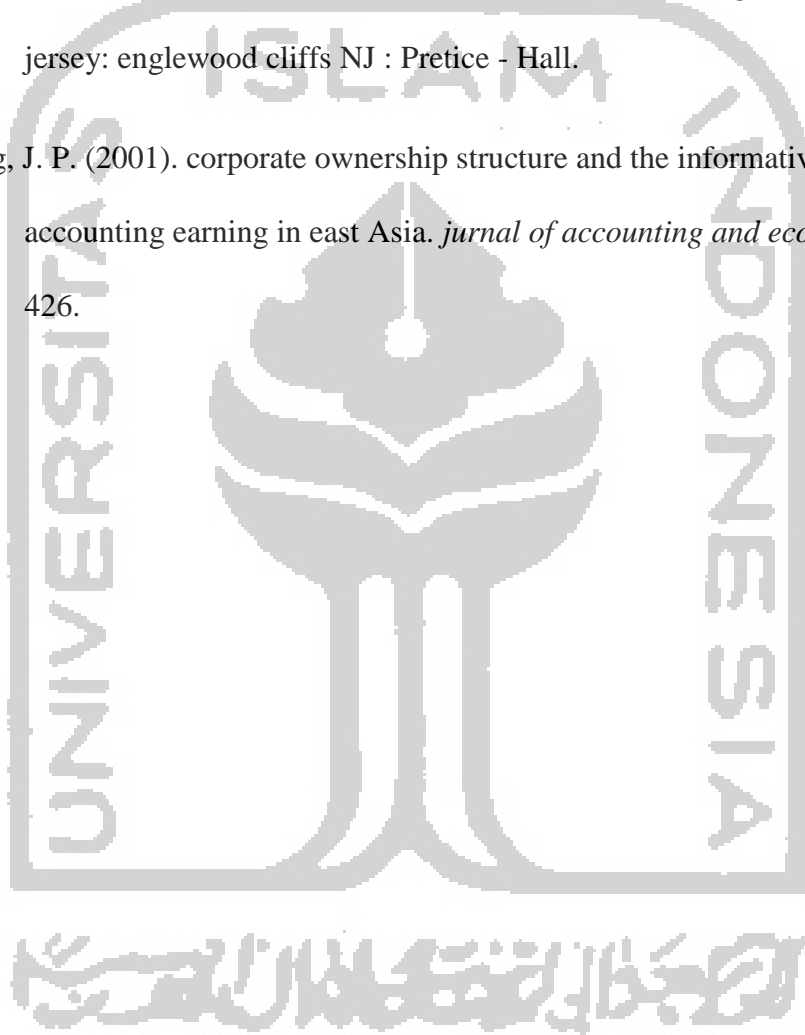 jersey: englewood cliffs NJ : Pretice - Hall.
g, J. P. (2001). corporate ownership structure and the informativ
accounting earning in east Asia. jurnal of accounting and eco
426.
ISLAM
UNIVERSITAS
INDONESIA